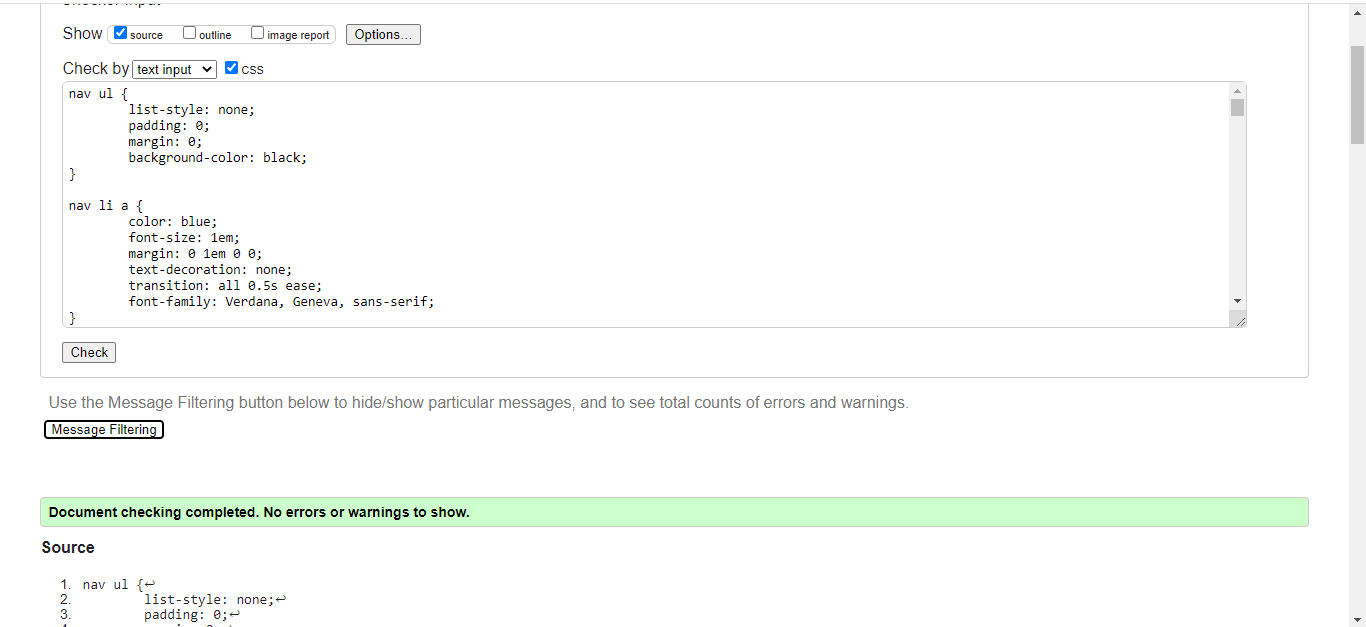 Show source outline image report Options...
Check by text input css
nav ul {
list-style: none;
padding: 0;
margin: 0;
background-color: black;
}
nav li a {
color: blue;
font-size: 1em;
margin: 0 1em 0 0;
text-decoration: none;
transition: all 0.5s ease;
font-family: Verdana, Geneva, sans-serif;
}
Check
Use the Message Filtering button below to hide/show particular messages, and to see total counts of errors and warnings.
Message Filtering
Document checking completed. No errors or warnings to show.
Source
1. nav ul {↩
2. list-style: none;↩
3. padding: 0;↩